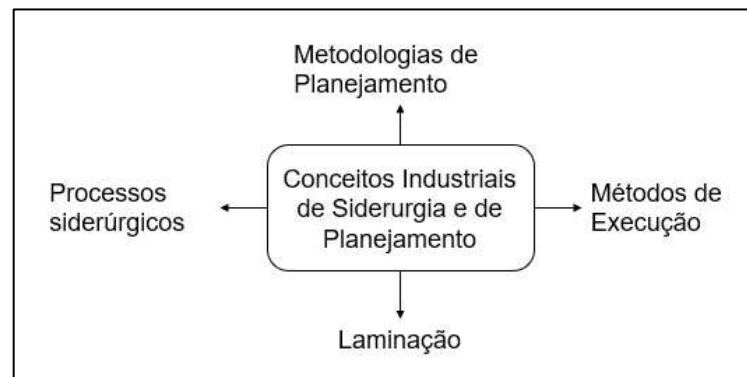 Metodologias de
Planejamento
Processos
siderúrgicos
Conceitos Industriais
de Siderurgia e de
Planejamento
Métodos de
Execução
Laminação